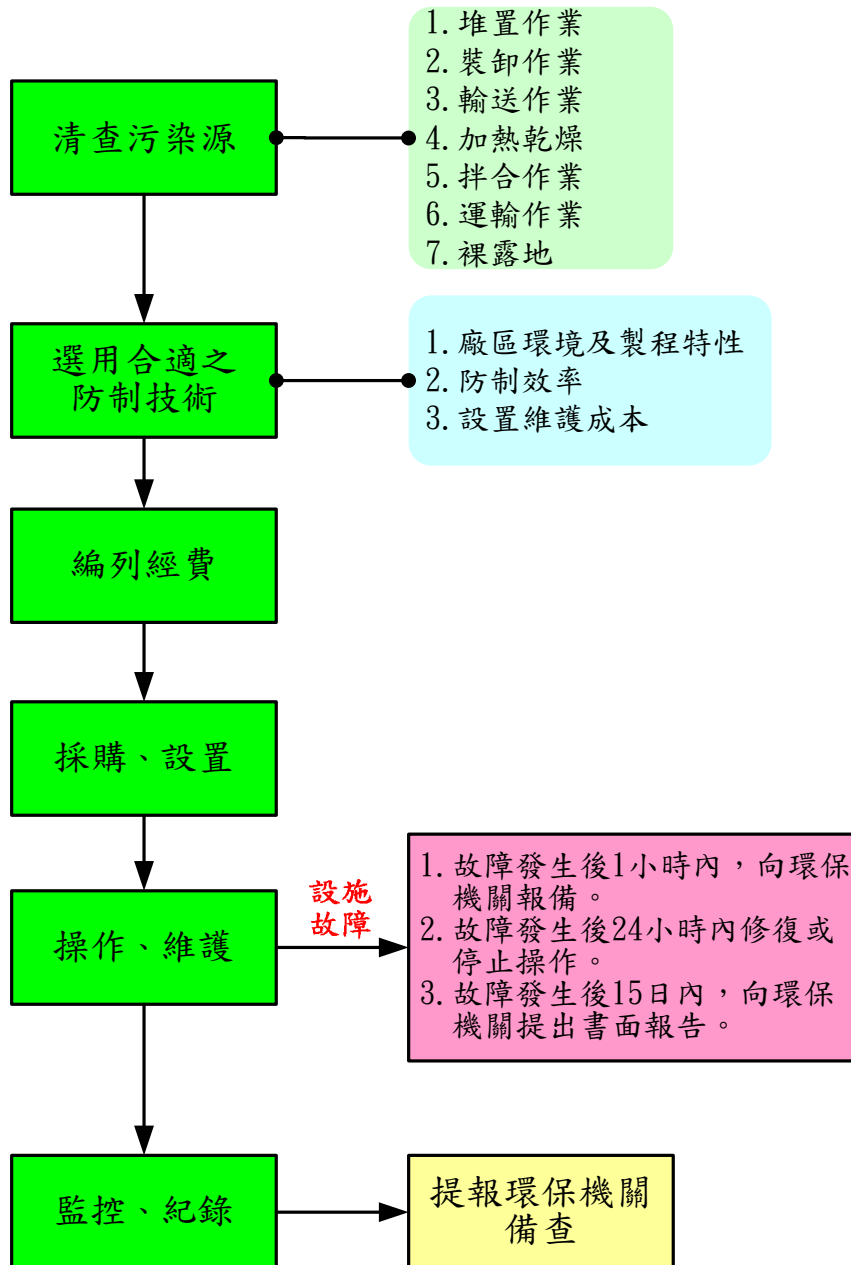 清查污染源
1. 堆置作業
2. 裝卸作業
3. 輸送作業
4. 加熱乾燥
5. 拌合作業
6. 運輸作業
7. 裸露地
選用合適之
防制技術
1. 廠區環境及製程特性
2. 防制效率
3. 設置維護成本
編列經費
採購、設置
操作、維護
設施
故障
1. 故障發生後1小時內，向環保
機關報備。
2. 故障發生後24小時內修復或
停止操作。
3. 故障發生後15日內，向環保
機關提出書面報告。
監控、紀錄
提報環保機關
備查